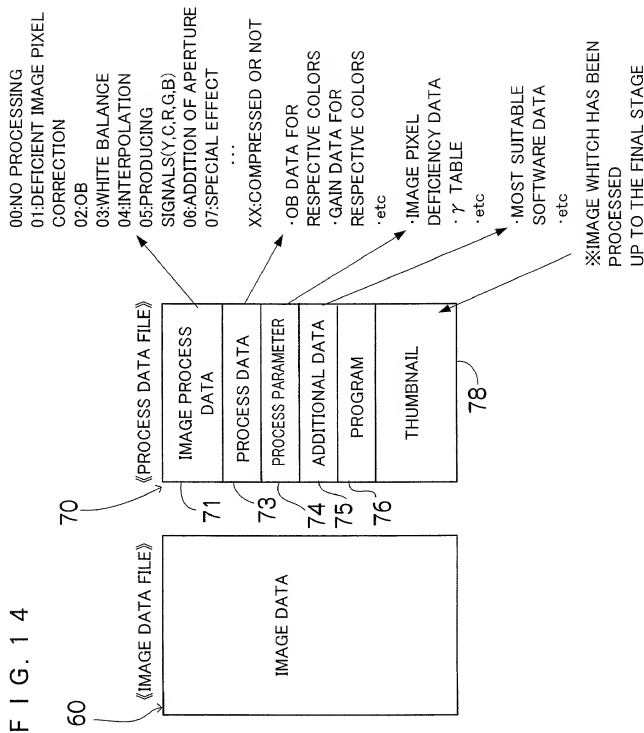 F I G. 1 4
60
《IMAGE DATA FILE》
IMAGE DATA
70
《PROCESS DATA FILE》
IMAGE PROCESS
DATA
PROCESS DATA
PROCESS PARAMETER
ADDITIONAL DATA
PROGRAM
THUMBNAIL
71
73
74
75
76
78
00:NO PROCESSING
01:DEFICIENT IMAGE PIXEL
CORRECTION
02:OB
03:WHITE BALANCE
04:INTERPOLATION
05:PRODUCING
SIGNALS(Y,C,R,G,B)
06:ADDITION OF APERTURE
07:SPECIAL EFFECT
...
XX:COMPRESSED OR NOT
·OB DATA FOR
RESPECTIVE COLORS
·GAIN DATA FOR
RESPECTIVE COLORS
·etc
·IMAGE PIXEL
DEFICIENCY DATA
·γ TABLE
·etc
·MOST SUITABLE
SOFTWARE DATA
·etc
※IMAGE WHITCH HAS BEEN
PROCESSED
UP TO THE FINAL STAGE